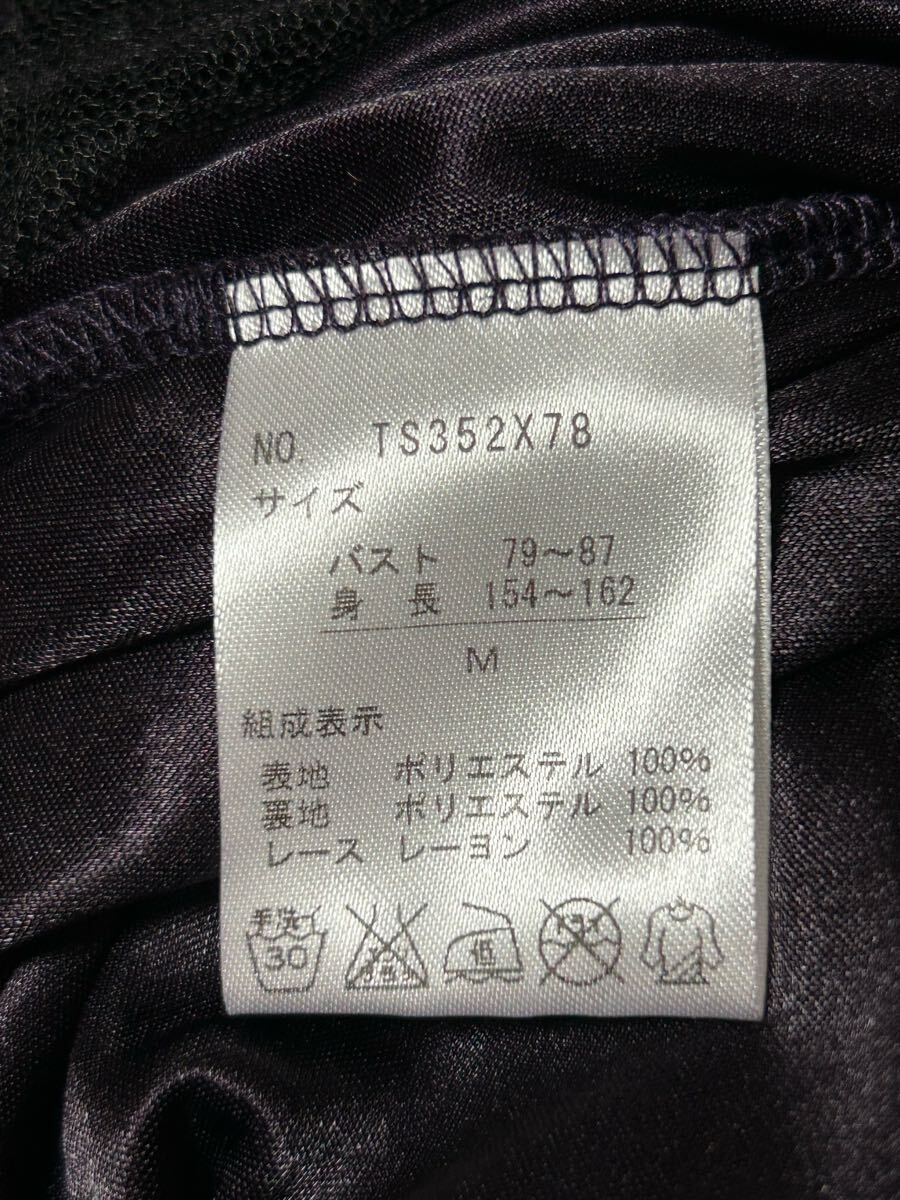 NO. TS352X78
サイズ
バスト 79～87
身 長 154～162
M
組成表示
表地 ポリエステル 100%
裏地 ポリエステル 100%
レース レーヨン 100%
手洗イ
30
低